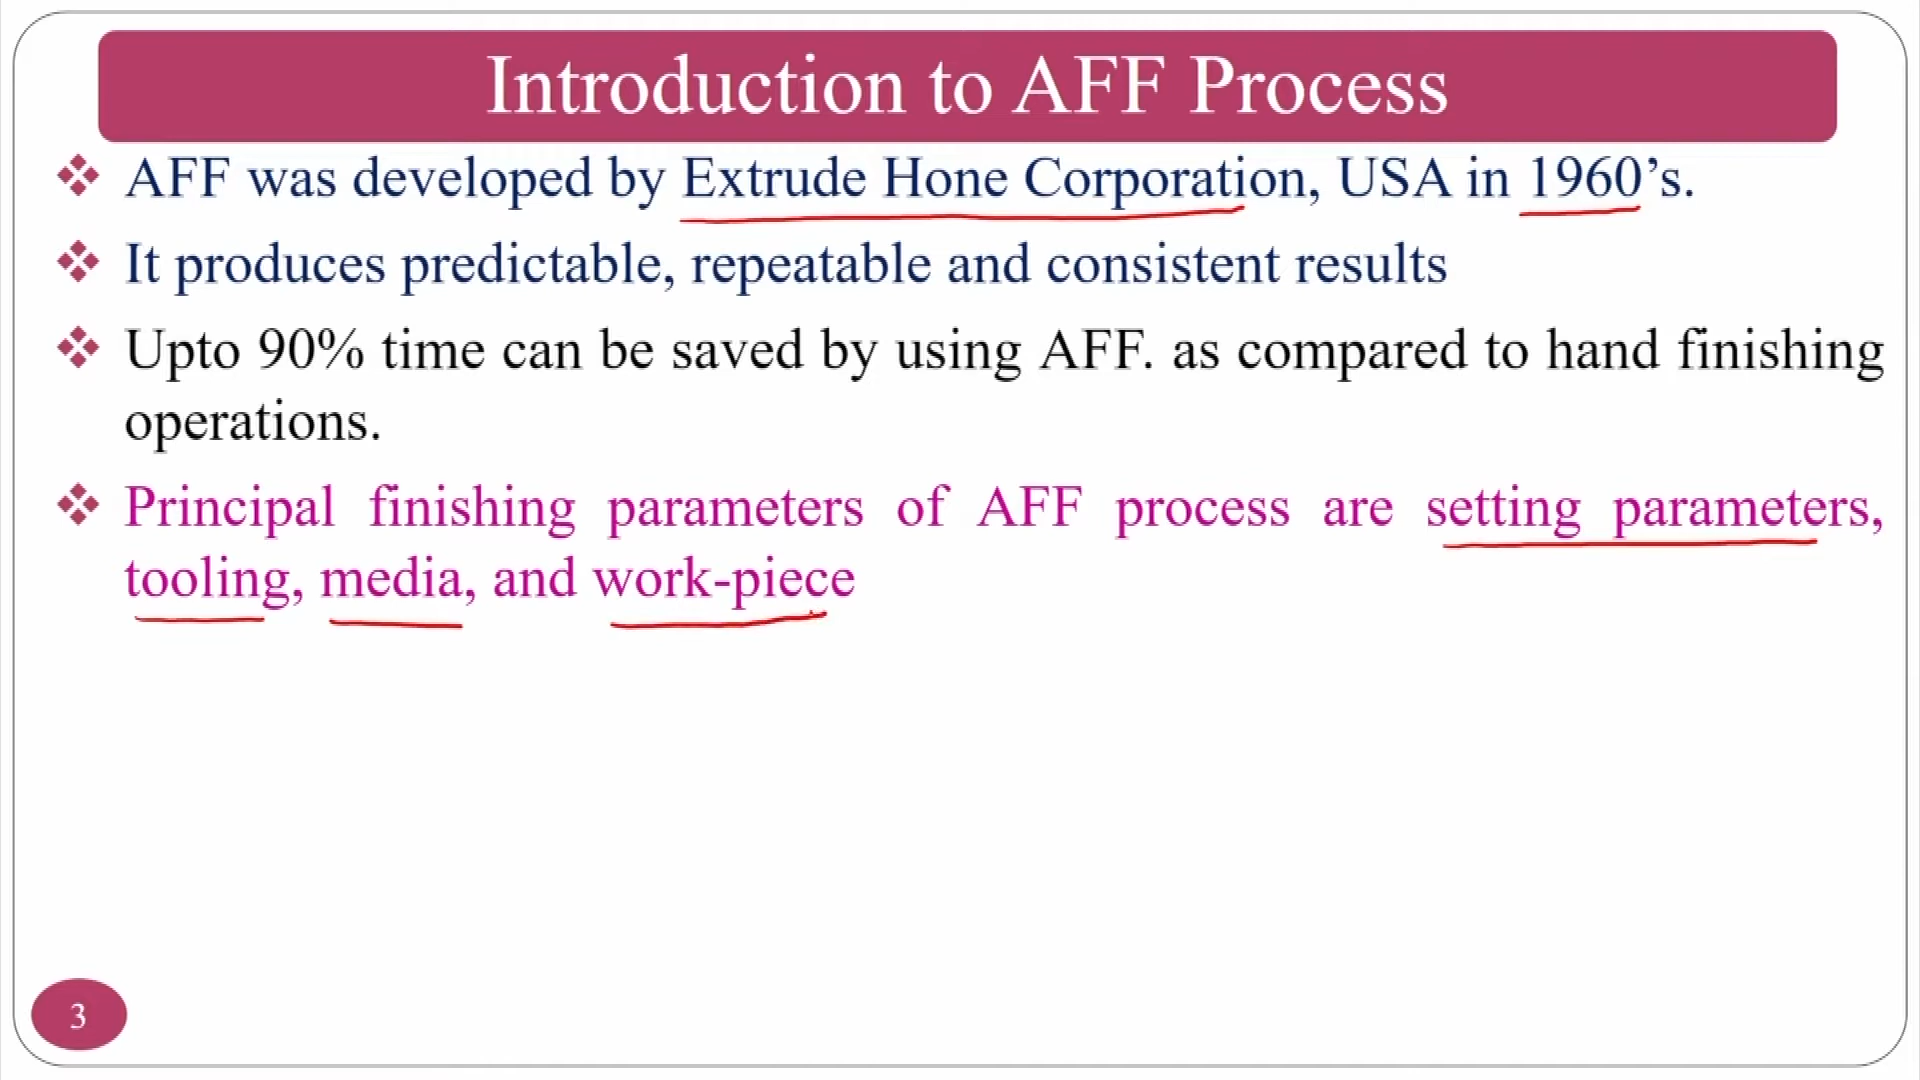 Introduction to AFF Process
AFF was developed by Extrude Hone Corporation, USA in 1960’s.
It produces predictable, repeatable and consistent results
Upto 90% time can be saved by using AFF. as compared to hand finishing
operations.
Principal finishing parameters of AFF process are setting parameters,
tooling, media, and work-piece
3